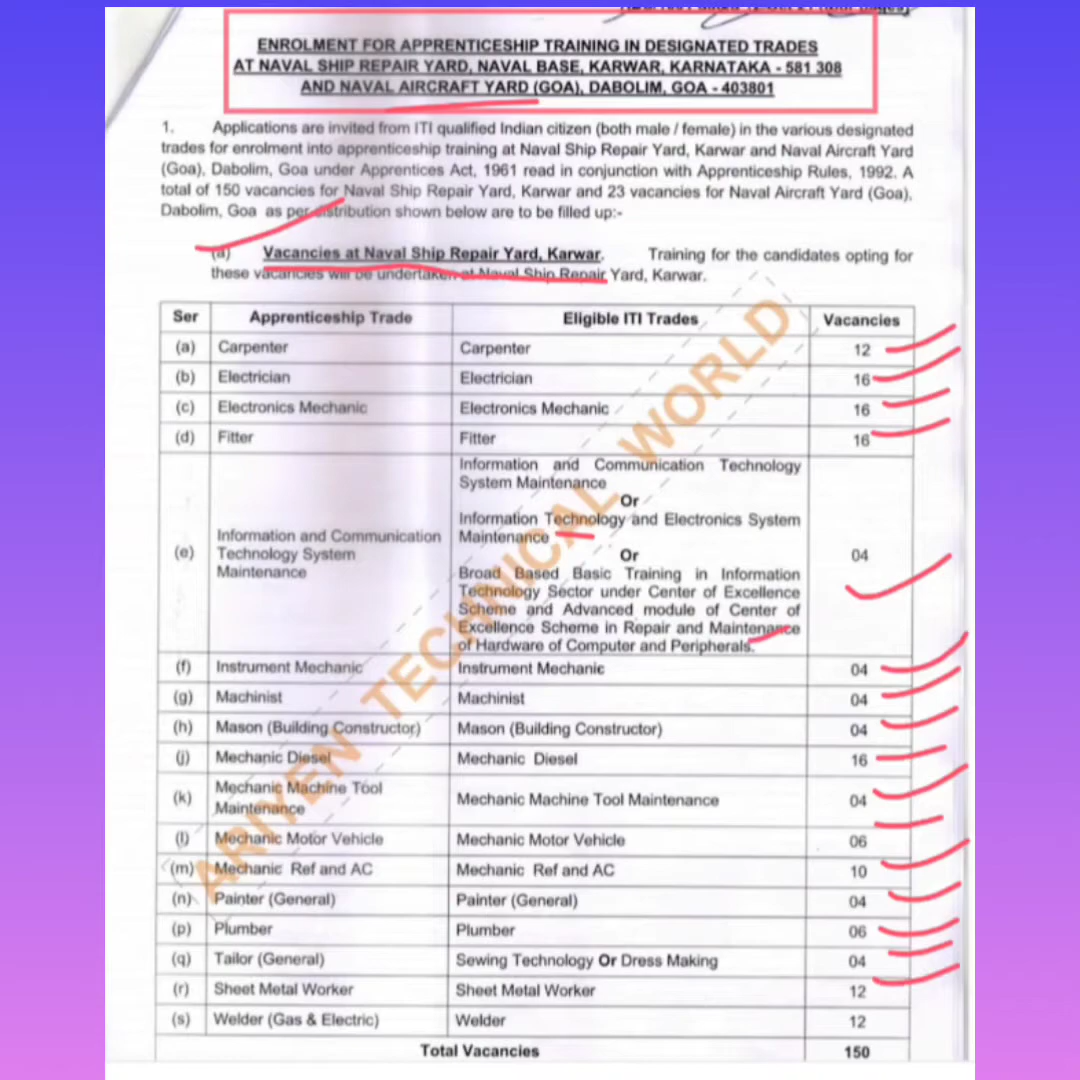 ENROLMENT FOR APPRENTICESHIP TRAINING IN DESIGNATED TRADES
AT NAVAL SHIP REPAIR YARD, NAVAL BASE, KARWAR, KARNATAKA - 581 308
AND NAVAL AIRCRAFT YARD (GOA), DABOLIM, GOA - 403801
1. Applications are invited from ITI qualified Indian citizen (both male / female) in the various designated
trades for enrolment into apprenticeship training at Naval Ship Repair Yard, Karwar and Naval Aircraft Yard
(Goa), Dabolim, Goa under Apprentices Act, 1961 read in conjunction with Apprenticeship Rules, 1992. A
total of 150 vacancies for Naval Ship Repair Yard, Karwar and 23 vacancies for Naval Aircraft Yard (Goa),
Dabolim, Goa as per distribution shown below are to be filled up:-
(a) Vacancies at Naval Ship Repair Yard, Karwar. Training for the candidates opting for
these vacancies will be undertaken at Naval Ship Repair Yard, Karwar.
Ser Apprenticeship Trade Eligible ITI Trades Vacancies
(a) Carpenter Carpenter 12
(b) Electrician Electrician 16
(c) Electronics Mechanic Electronics Mechanic 16
(d) Fitter Fitter 16
(e) Information and Communication
Technology System
Maintenance
Information and Communication Technology
System Maintenance
Or
Information Technology and Electronics System
Maintenance
Or
Broad Based Basic Training in Information
Technology Sector under Center of Excellence
Scheme and Advanced module of Center of
Excellence Scheme in Repair and Maintenance
of Hardware of Computer and Peripherals.
04
(f) Instrument Mechanic Instrument Mechanic 04
(g) Machinist Machinist 04
(h) Mason (Building Constructor) Mason (Building Constructor) 04
(j) Mechanic Diesel Mechanic Diesel 16
(k) Mechanic Machine Tool
Maintenance
Mechanic Machine Tool Maintenance 04
(l) Mechanic Motor Vehicle Mechanic Motor Vehicle 06
(m) Mechanic Ref and AC Mechanic Ref and AC 10
(n) Painter (General) Painter (General) 04
(p) Plumber Plumber 06
(q) Tailor (General) Sewing Technology Or Dress Making 04
(r) Sheet Metal Worker Sheet Metal Worker 12
(s) Welder (Gas & Electric) Welder 12
Total Vacancies 150
ARIYEN TECHNICAL WORLD